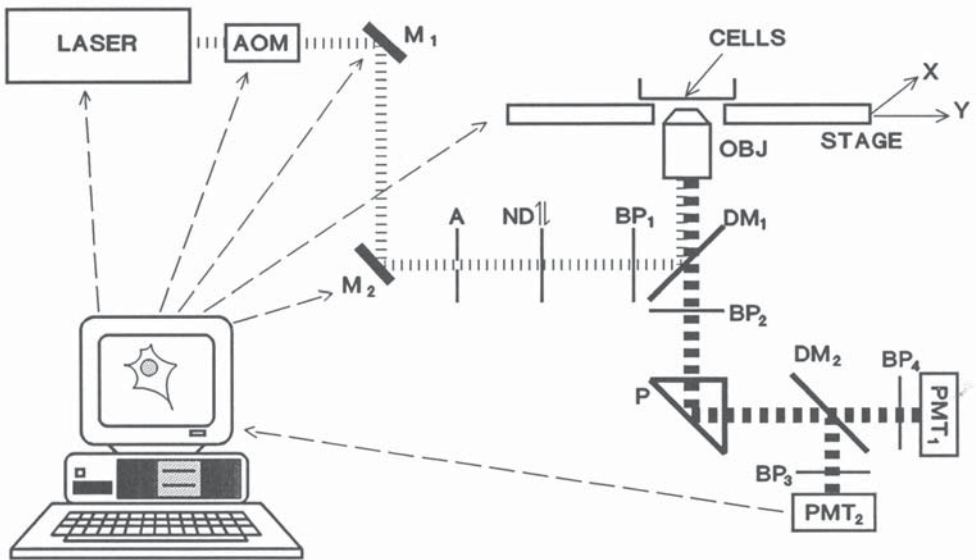 LASER
AOM
M₁
CELLS
X
Y
STAGE
OBJ
A
ND
BP₁
DM₁
M₂
BP₂
DM₂
BP₄
P
PMT₁
BP₃
PMT₂